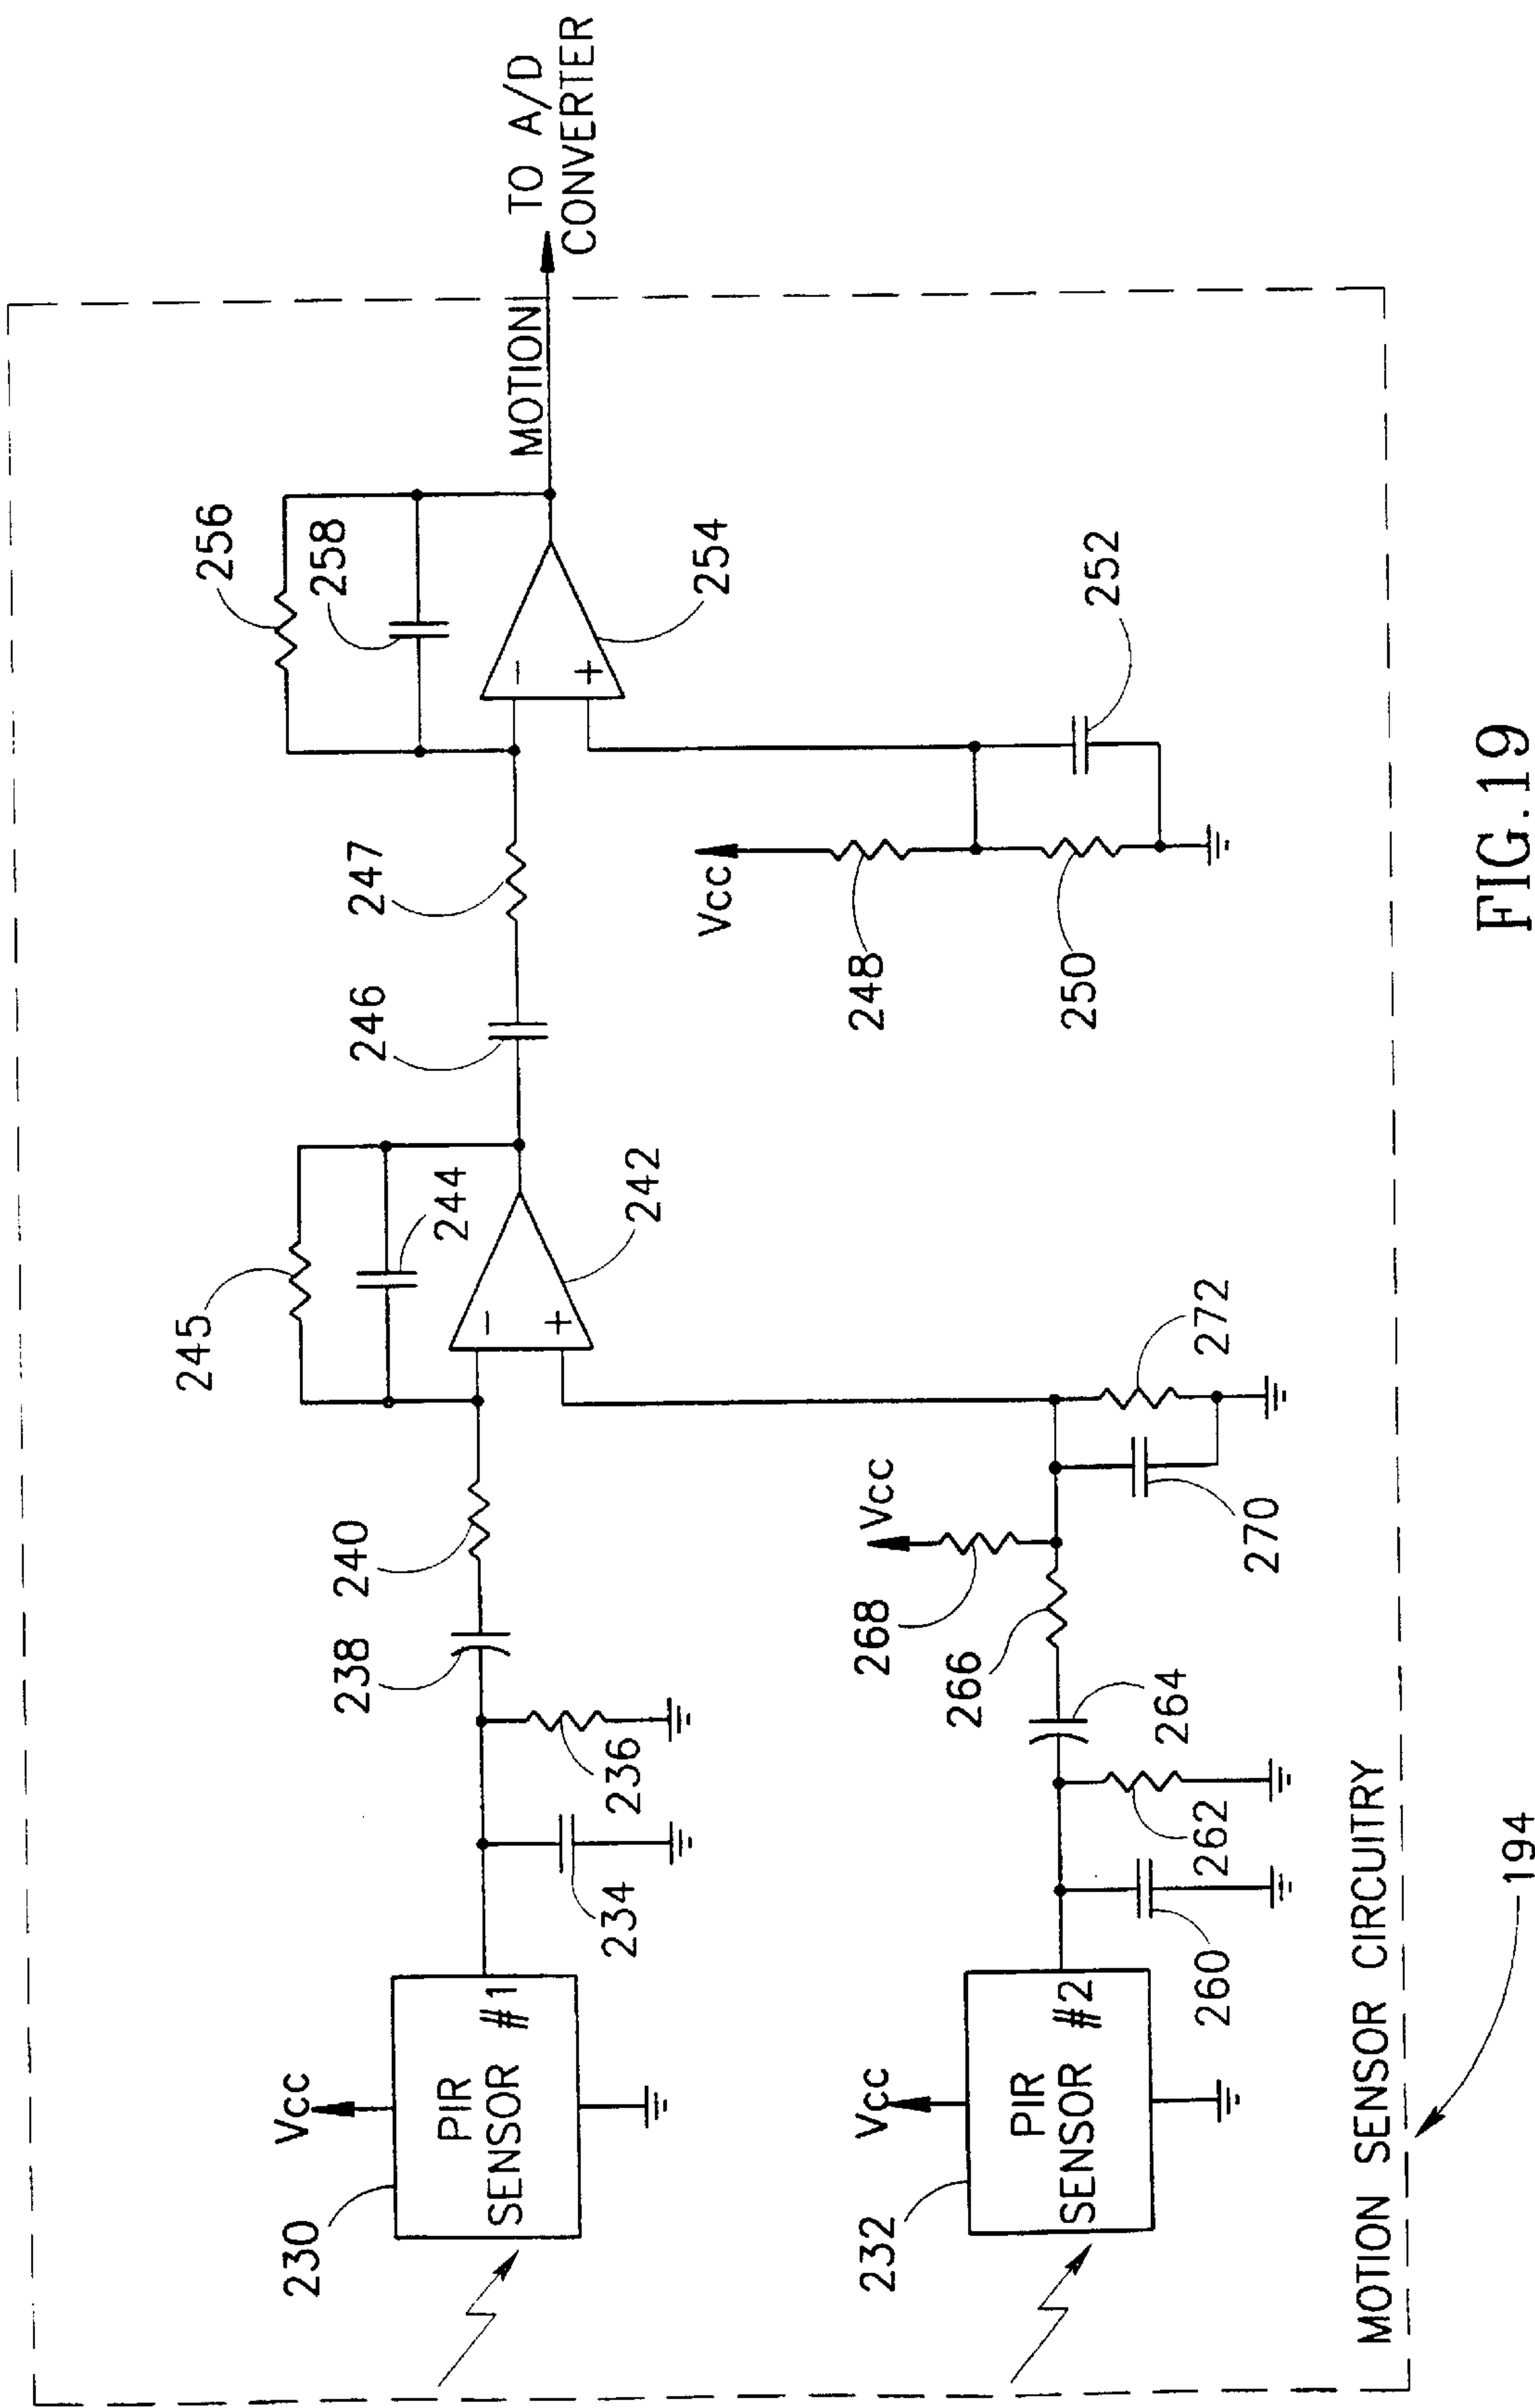 256
258
245
244
TO A/D
CONVERTER
MOTION
247
246
254
242
240
238
Vcc
230
PIR
SENSOR #1
236
234
Vcc
248
250
252
Vcc
268
266
272
270
264
262
260
Vcc
232
PIR
SENSOR #2
MOTION SENSOR CIRCUITRY
194
FIG.19